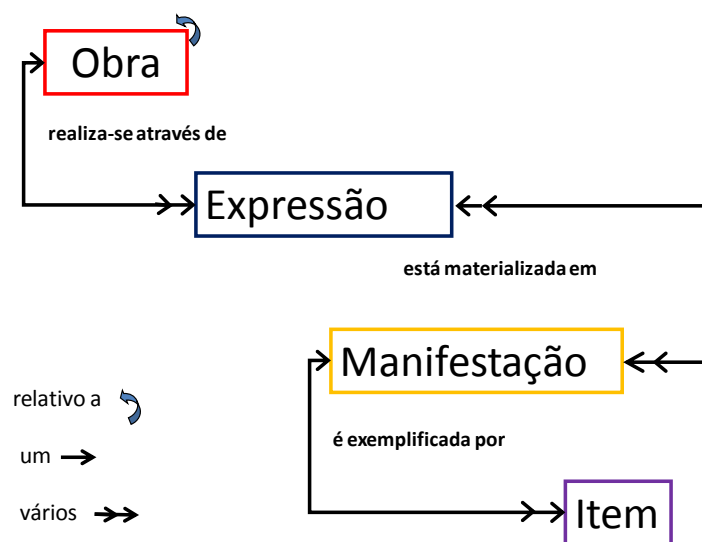 Obra
realiza-se através de
Expressão
está materializada em
Manifestação
relativo a
é exemplificada por
um
vários
Item